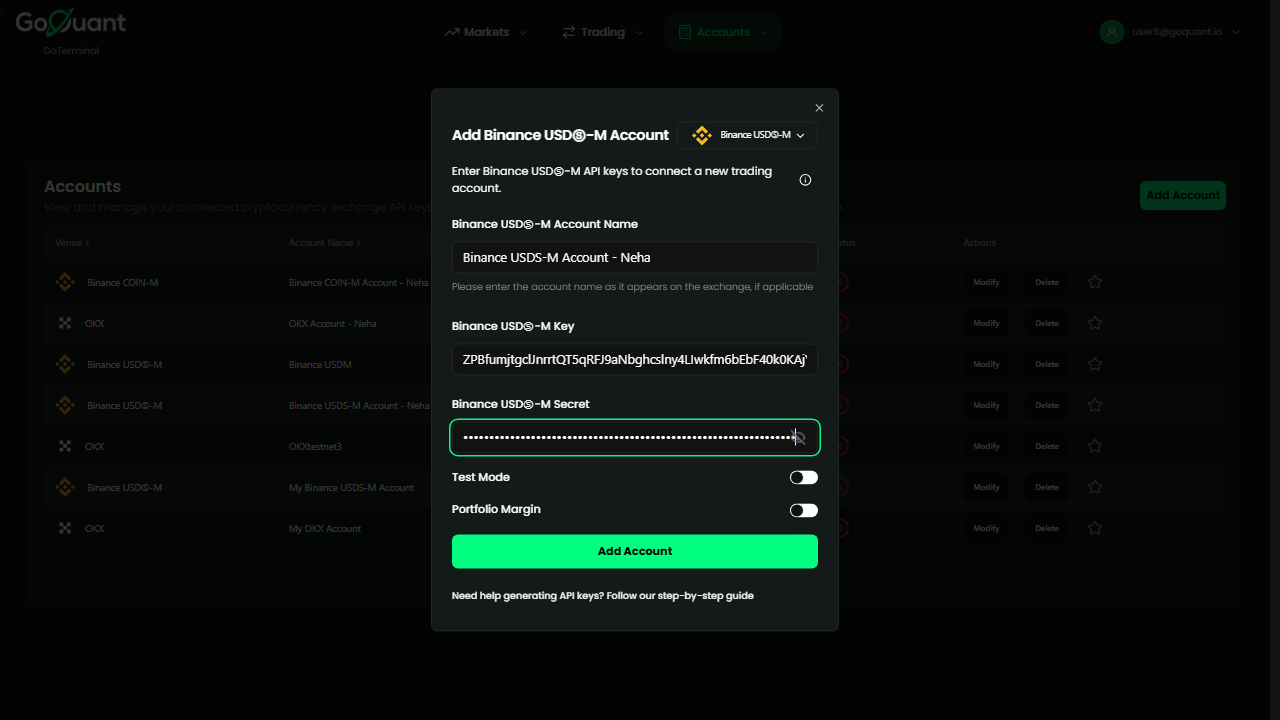 GoQuant
GoTerminal
Markets
Trading
Accounts
user6@goquant.io
Add Binance USDⓈ-M Account
Binance USDⓈ-M
Enter Binance USDⓈ-M API keys to connect a new trading
account.
Binance USDⓈ-M Account Name
Binance USDS-M Account - Neha
Please enter the account name as it appears on the exchange, if applicable
Binance USDⓈ-M Key
Binance USDⓈ-M Secret
Test Mode
Portfolio Margin
Add Account
Need help generating API keys? Follow our step-by-step guide
Accounts
View and manage your connected cryptocurrency exchange API keys
Add Account
Venue
Account Name
Actions
Binance COIN-M
Binance COIN-M Account - Neha
Modify
Delete
OKX
OKX Account - Neha
Modify
Delete
Binance USDⓈ-M
Binance USDM
Modify
Delete
Binance USDⓈ-M
Binance USDS-M Account - Neha
Modify
Delete
OKX
OKXtestnet3
Modify
Delete
Binance USDⓈ-M
My Binance USDS-M Account
Modify
Delete
OKX
My OKX Account
Modify
Delete